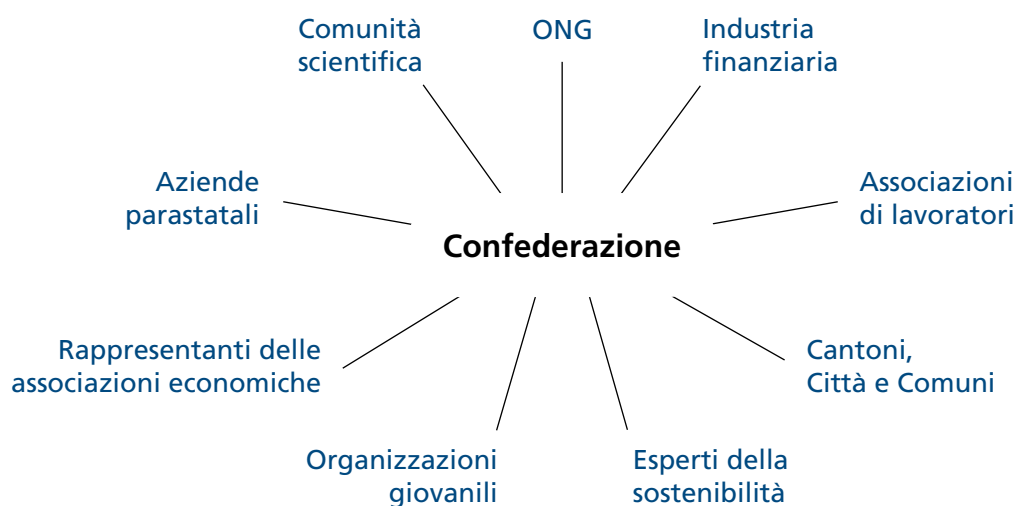 Comunità
scientifica
ONG
Industria
finanziaria
Aziende
parastatali
Associazioni
di lavoratori
Confederazione
Rappresentanti delle
associazioni economiche
Cantoni,
Città e Comuni
Organizzazioni
giovanili
Esperti della
sostenibilità